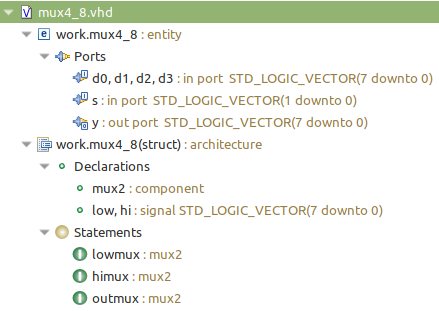 mux4_8.vhd
work.mux4_8 : entity
Ports
d0, d1, d2, d3 : in port STD_LOGIC_VECTOR(7 downto 0)
s : in port STD_LOGIC_VECTOR(1 downto 0)
y : out port STD_LOGIC_VECTOR(7 downto 0)
work.mux4_8(struct) : architecture
Declarations
mux2 : component
low, hi : signal STD_LOGIC_VECTOR(7 downto 0)
Statements
lowmux : mux2
himux : mux2
outmux : mux2